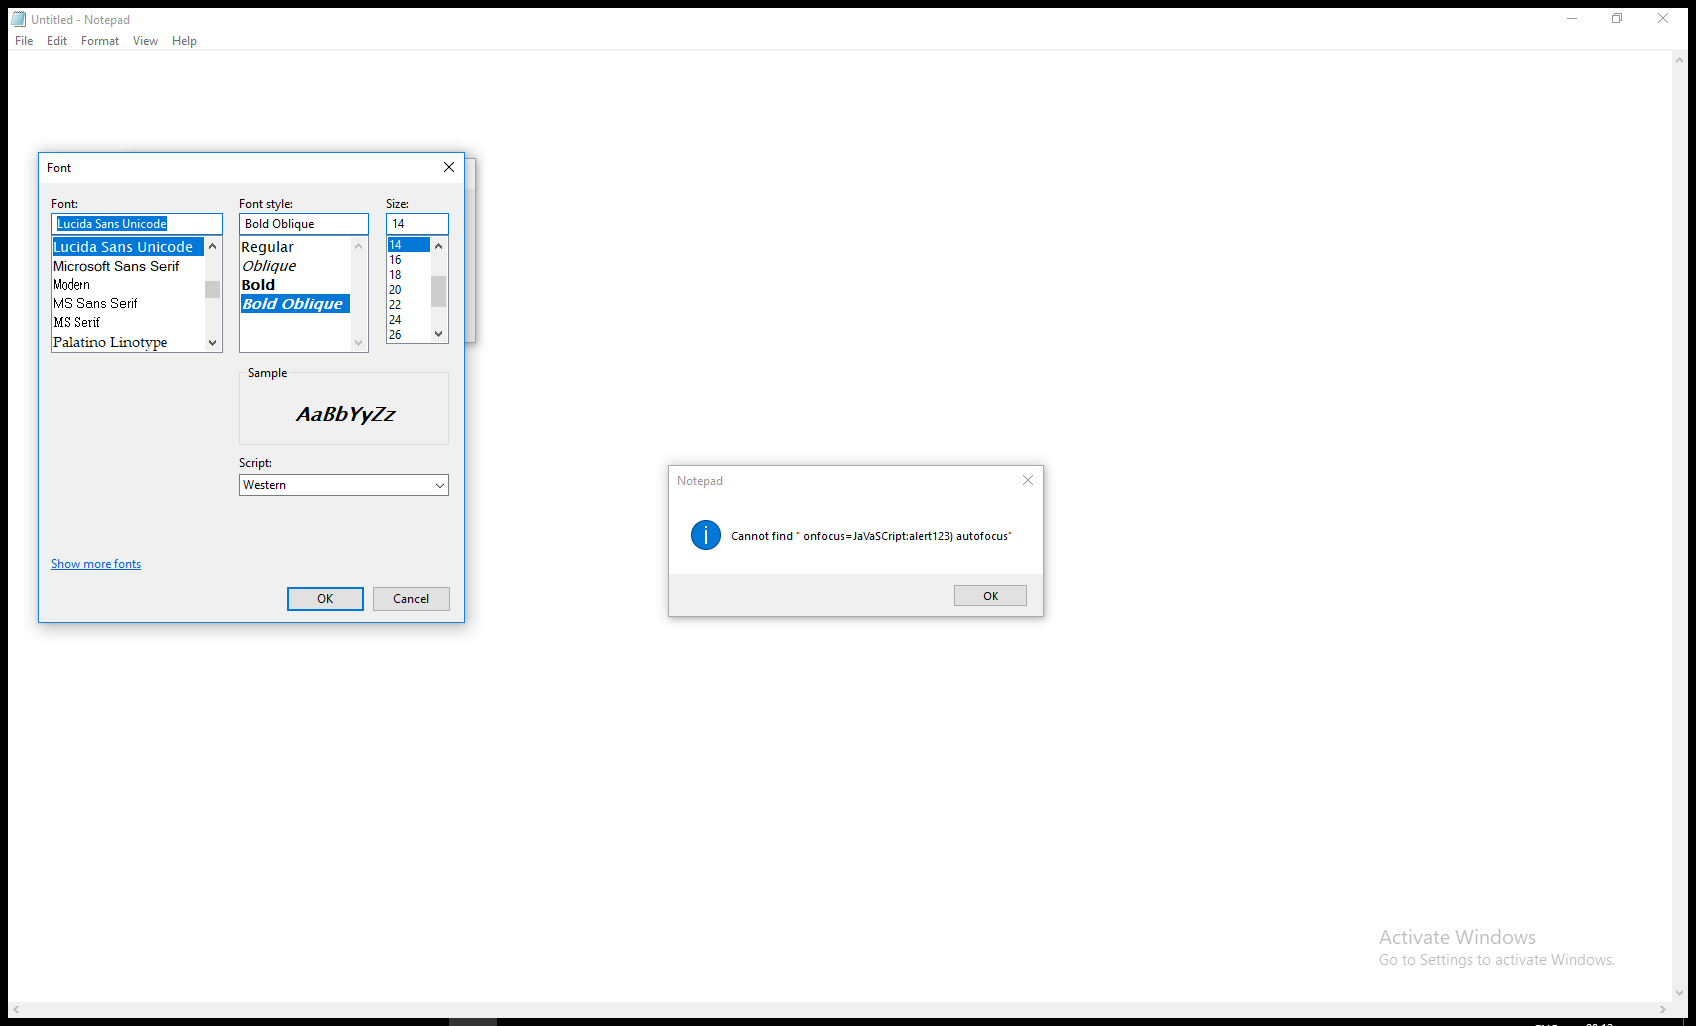 Untitled - Notepad
File Edit Format View Help
Font
Font: Font style: Size:
Lucida Sans Unicode Bold Oblique 14
Lucida Sans Unicode
Microsoft Sans Serif
Modern
MS Sans Serif
MS Serif
Palatino Linotype
Regular
Oblique
Bold
Bold Oblique
14
16
18
20
22
24
26
Sample
AaBbYyZz
Script:
Western
Show more fonts
OK Cancel
Notepad
Cannot find " onfocus=JaVaSCript:alert123) autofocus"
OK
Activate Windows
Go to Settings to activate Windows.